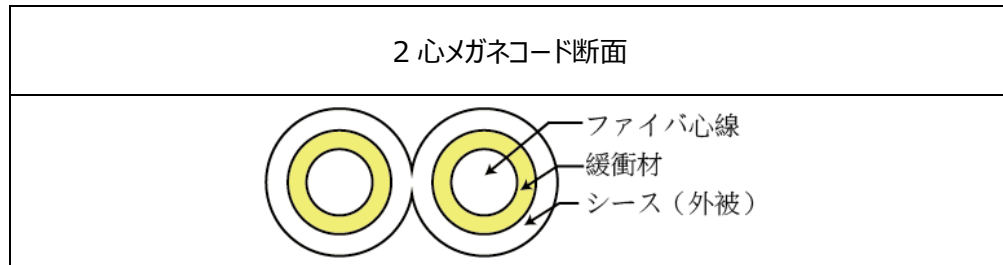 2 心メガネコード断面
ファイバ心線
緩衝材
シース（外被）